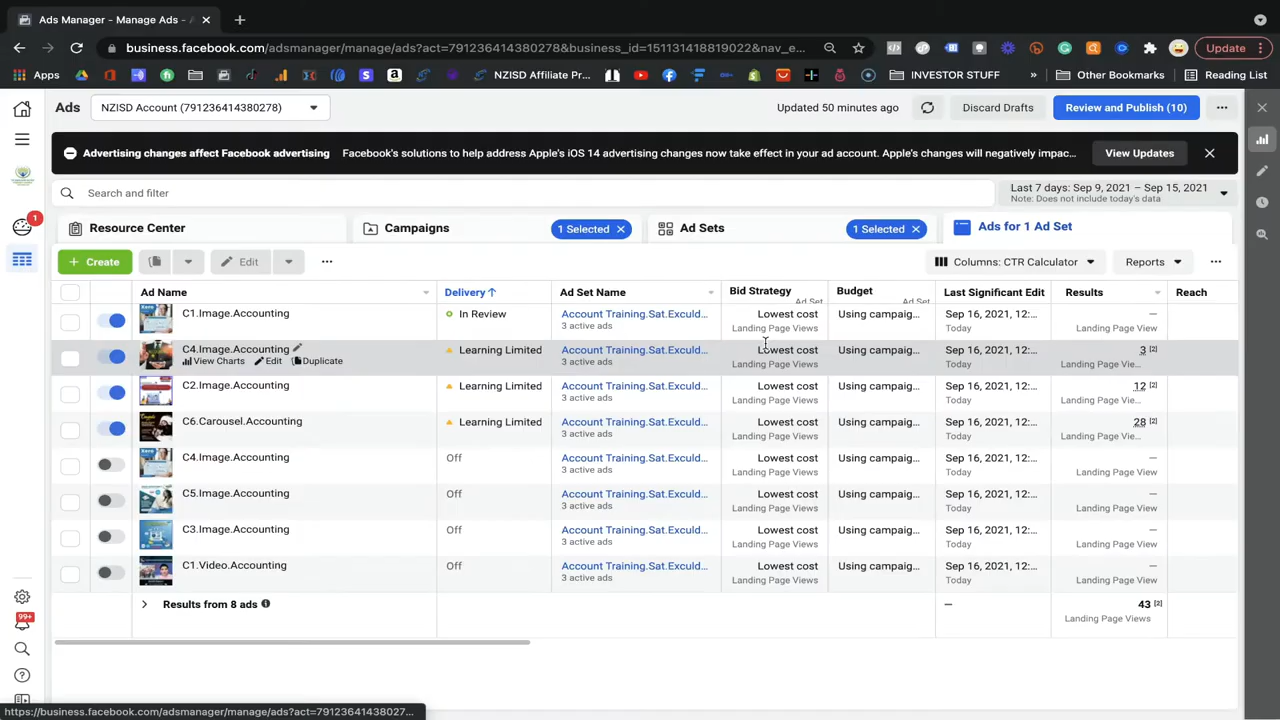 Ads Manager - Manage Ads -
business.facebook.com/adsmanager/manage/ads?act=791236414380278&business_id=151131418819022&nav_e...
Update
Apps
NZISD Affiliate Pr...
INVESTOR STUFF
»
Other Bookmarks
Reading List
Ads
NZISD Account (791236414380278)
Updated 50 minutes ago
Discard Drafts
Review and Publish (10)
Advertising changes affect Facebook advertising
Facebook's solutions to help address Apple's iOS 14 advertising changes now take effect in your ad account. Apple's changes will negatively impac...
View Updates
Search and filter
Last 7 days: Sep 9, 2021 – Sep 15, 2021
Note: Does not include today's data
1
Resource Center
Campaigns
1 Selected
Ad Sets
1 Selected
Ads for 1 Ad Set
+ Create
Edit
Columns: CTR Calculator
Reports
Ad Name
Delivery ↑
Ad Set Name
Bid Strategy
Ad Set
Budget
Ad Set
Last Significant Edit
Results
Reach
C1.Image.Accounting
In Review
Account Training.Sat.Exculd...
3 active ads
Lowest cost
Landing Page Views
Using campaig...
Sep 16, 2021, 12:...
Today
—
Landing Page View
C4.Image.Accounting
View Charts
Edit
Duplicate
Learning Limited
Account Training.Sat.Exculd...
3 active ads
Lowest cost
Landing Page Views
Using campaig...
Sep 16, 2021, 12:...
Today
3 [2]
Landing Page Vie...
C2.Image.Accounting
Learning Limited
Account Training.Sat.Exculd...
3 active ads
Lowest cost
Landing Page Views
Using campaig...
Sep 16, 2021, 12:...
Today
12 [2]
Landing Page Vie...
C6.Carousel.Accounting
Learning Limited
Account Training.Sat.Exculd...
3 active ads
Lowest cost
Landing Page Views
Using campaig...
Sep 16, 2021, 12:...
Today
28 [2]
Landing Page Vie...
C4.Image.Accounting
Off
Account Training.Sat.Exculd...
3 active ads
Lowest cost
Landing Page Views
Using campaig...
Sep 16, 2021, 12:...
Today
—
Landing Page View
C5.Image.Accounting
Off
Account Training.Sat.Exculd...
3 active ads
Lowest cost
Landing Page Views
Using campaig...
Sep 16, 2021, 12:...
Today
—
Landing Page View
C3.Image.Accounting
Off
Account Training.Sat.Exculd...
3 active ads
Lowest cost
Landing Page Views
Using campaig...
Sep 16, 2021, 12:...
Today
—
Landing Page View
C1.Video.Accounting
Off
Account Training.Sat.Exculd...
3 active ads
Lowest cost
Landing Page Views
Using campaig...
Sep 16, 2021, 12:...
Today
—
Landing Page View
Results from 8 ads
—
43 [2]
Landing Page Views
99+
https://business.facebook.com/adsmanager/manage/ads?act=79123641438027...